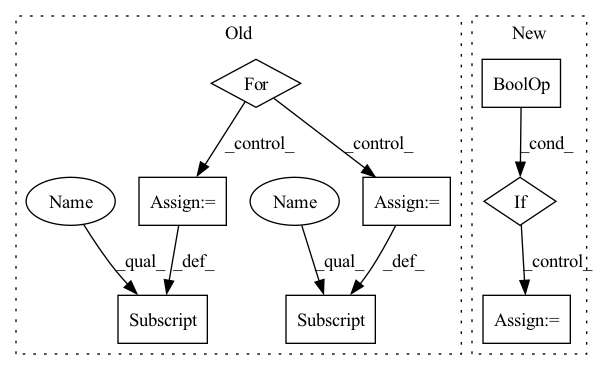 Old
New
For
BoolOp
_control_
_control_
_cond_
Name
Assign:=
Name
Assign:=
If
_qual_
_def_
_qual_
_def_
_control_
Subscript
Subscript
Assign:=